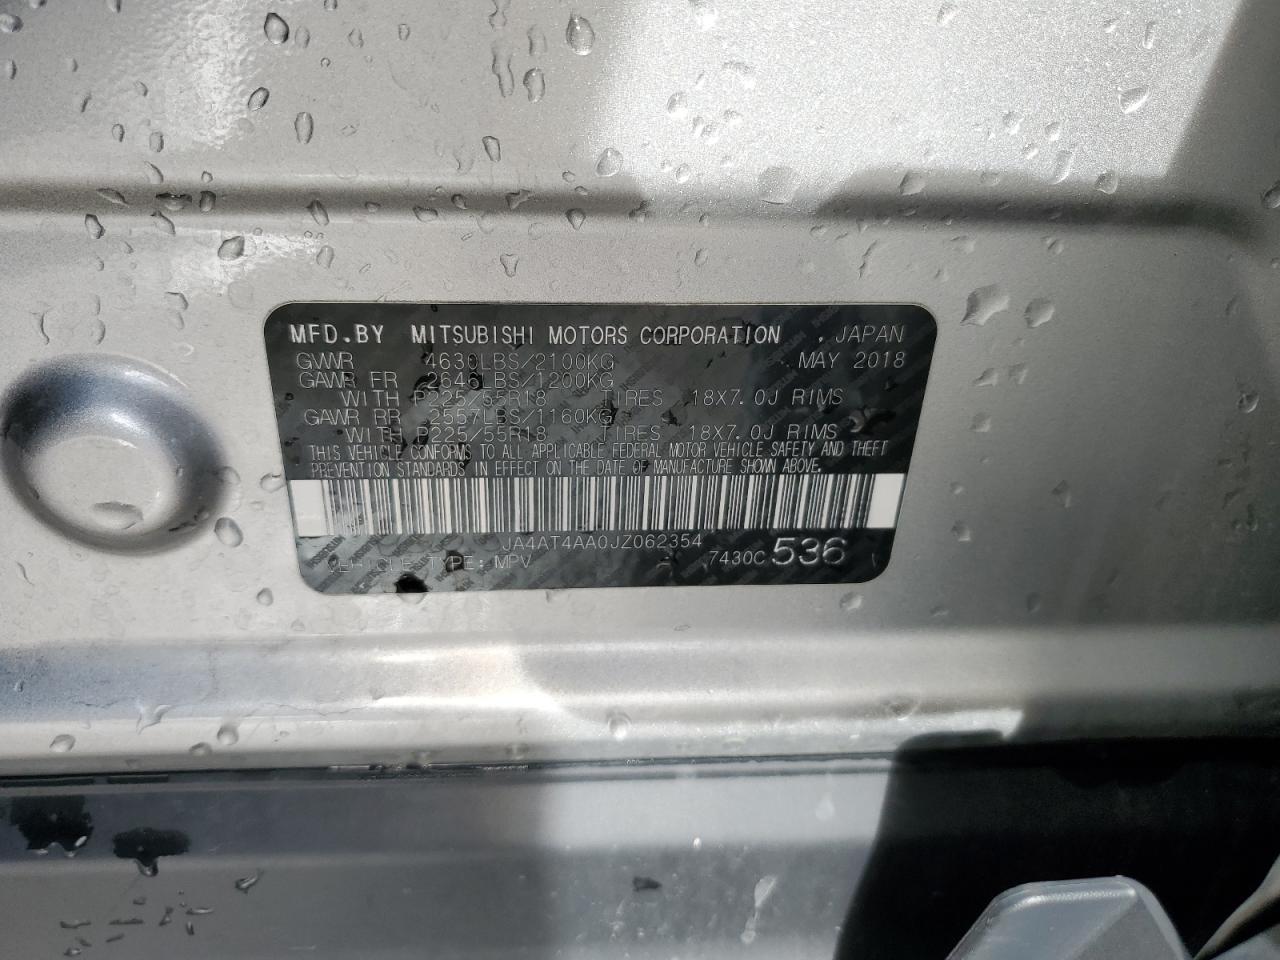 MFD.BY MITSUBISHI MOTORS CORPORATION . JAPAN
GVWR 4630LBS/2100KG MAY 2018
GAWR FR 2646LBS/1200KG
WITH P225/55R18 TIRES 18X7.0J RIMS
GAWR RR 2557LBS/1160KG
WITH P225/55R18 TIRES 18X7.0J RIMS
THIS VEHICLE CONFORMS TO ALL APPLICABLE FEDERAL MOTOR VEHICLE SAFETY AND THEFT
PREVENTION STANDARDS IN EFFECT ON THE DATE OF MANUFACTURE SHOWN ABOVE.
JA4AT4AA0JZ062354
VEHICLE TYPE: MPV 7430C 536